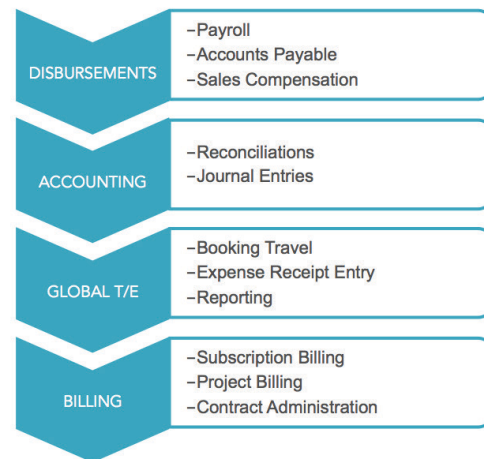 DISBURSEMENTS
–Payroll
–Accounts Payable
–Sales Compensation
ACCOUNTING
–Reconciliations
–Journal Entries
GLOBAL T/E
–Booking Travel
–Expense Receipt Entry
–Reporting
BILLING
–Subscription Billing
–Project Billing
–Contract Administration